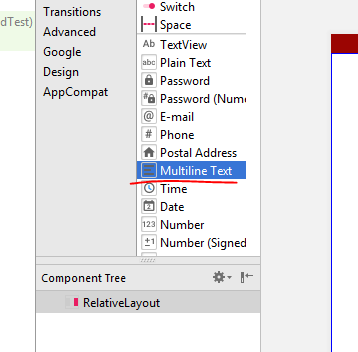 dTest)
Transitions
Advanced
Google
Design
AppCompat
Switch
Space
Ab TextView
abc Plain Text
Password
# Password (Nume
@ E-mail
# Phone
Postal Address
Multiline Text
Time
2 Date
123 Number
±1 Number (Signed
Component Tree
RelativeLayout